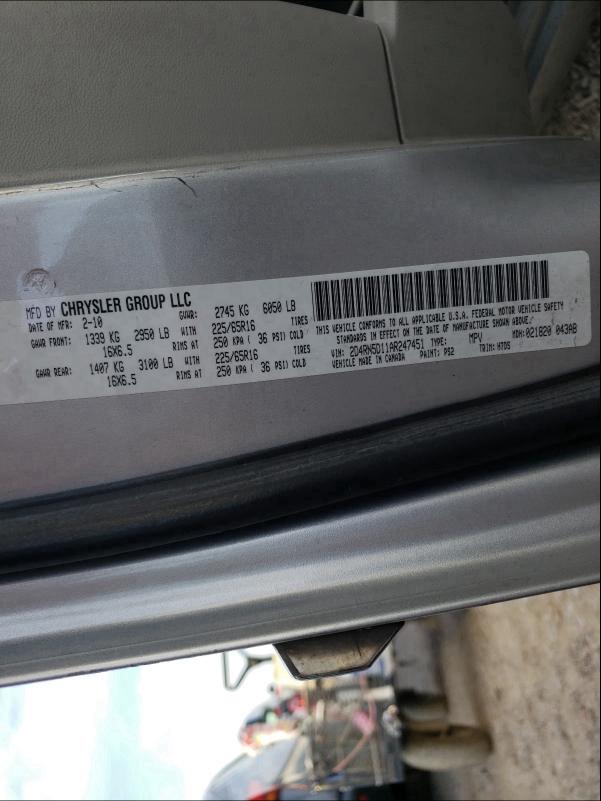 MFD BY CHRYSLER GROUP LLC
DATE OF MFR: 2-10 GVWR: 2745 KG 6050 LB
GAWR FRONT: 1339 KG 2950 LB WITH 225/65R16 TIRES
16X6.5 RIMS AT 250 KPA ( 36 PSI) COLD
GAWR REAR: 1407 KG 3100 LB WITH 225/65R16 TIRES
16X6.5 RIMS AT 250 KPA ( 36 PSI) COLD
THIS VEHICLE CONFORMS TO ALL APPLICABLE U.S.A. FEDERAL MOTOR VEHICLE SAFETY
STANDARDS IN EFFECT ON THE DATE OF MANUFACTURE SHOWN ABOVE.
VIN: 2D4RN5D11AR247451 TYPE: MPV MDH: 021820 043AB
VEHICLE MADE IN CANADA PAINT: PS2 TRIM: H7D5